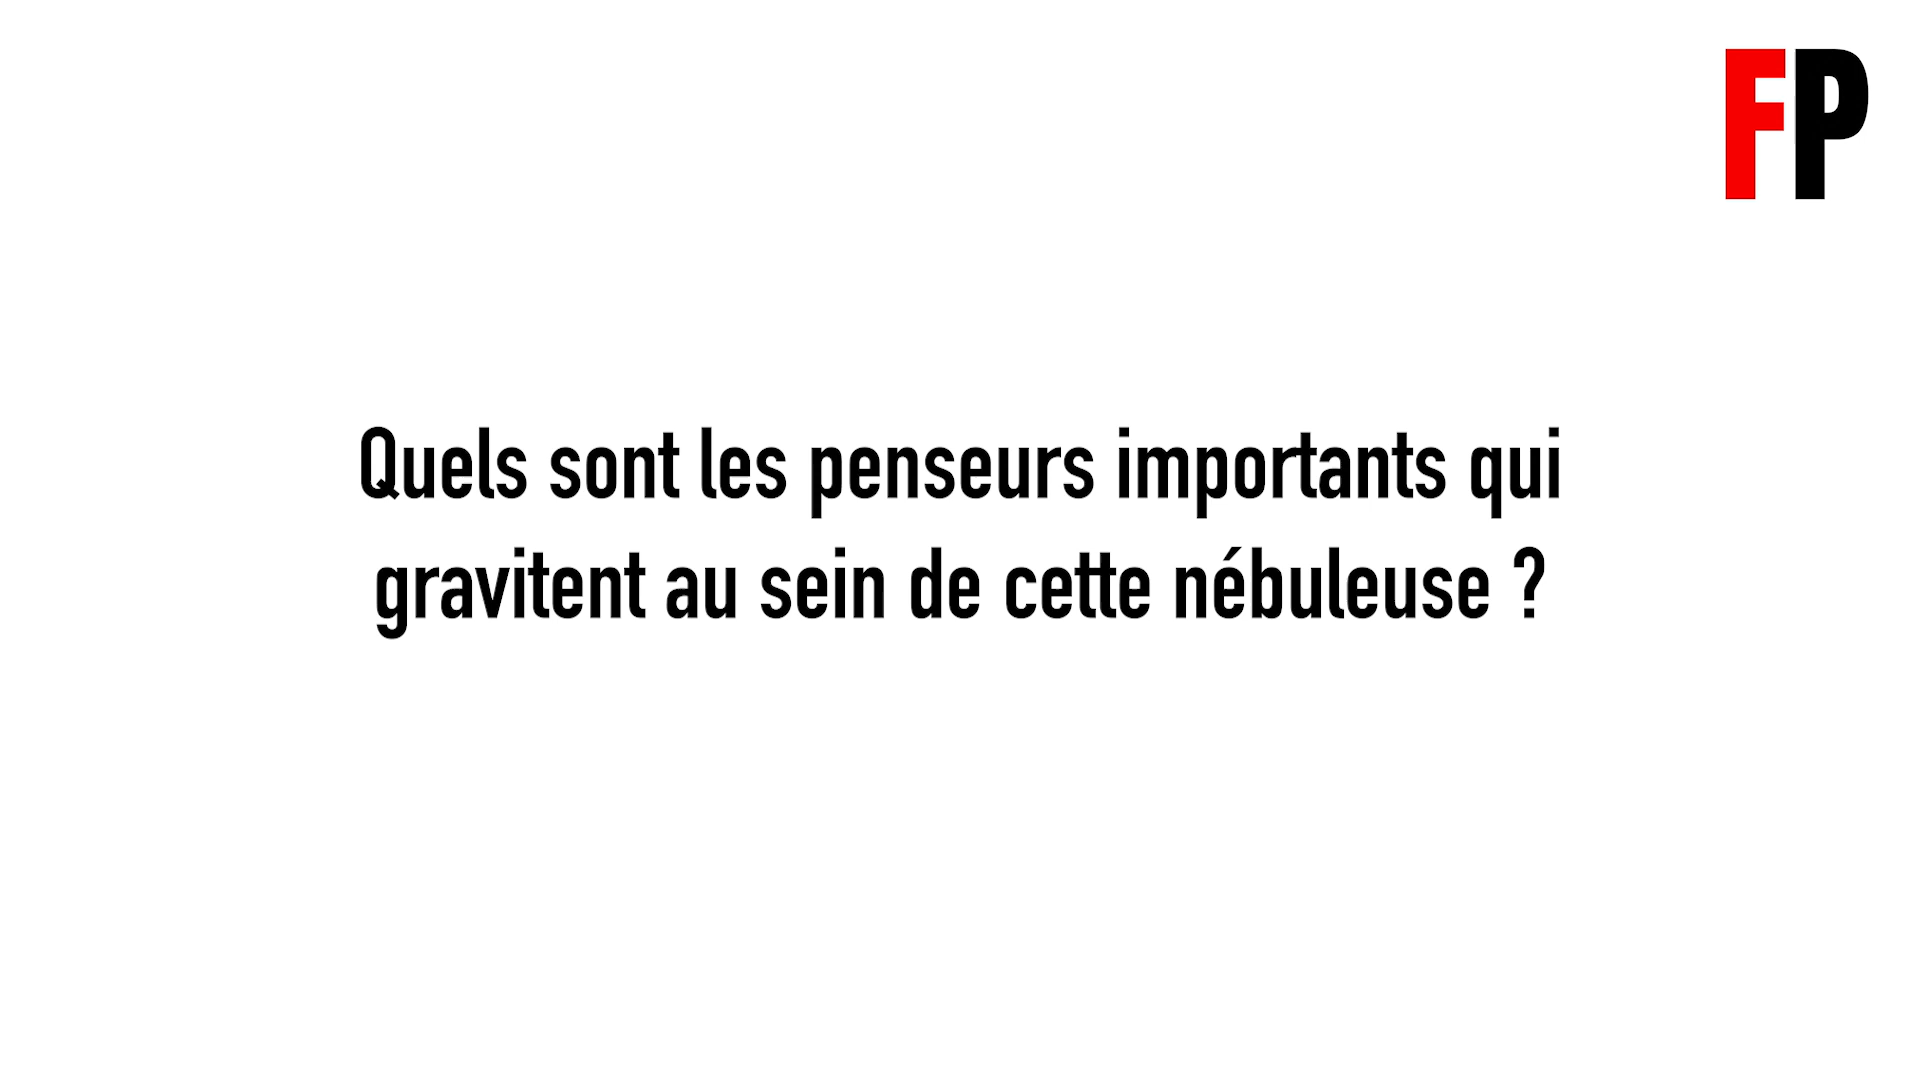 FP
Quels sont les penseurs importants qui
gravitent au sein de cette nébuleuse ?